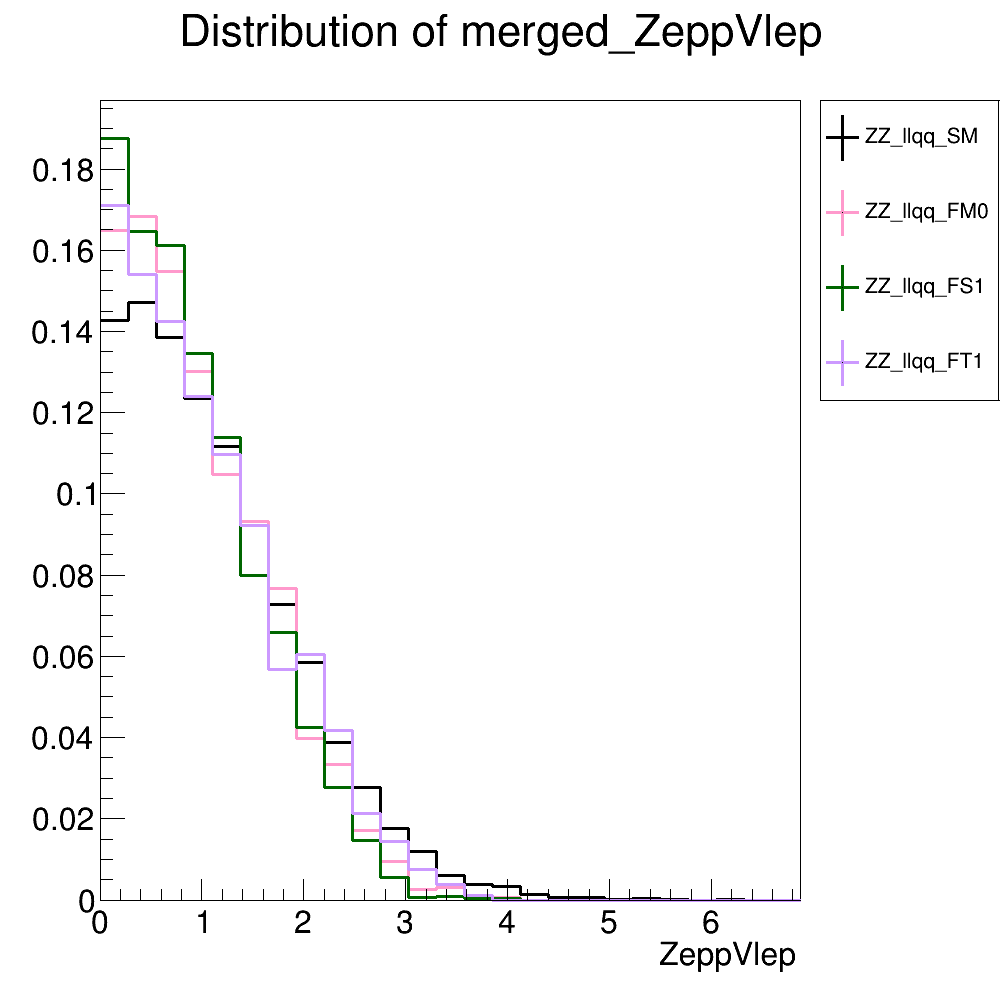 Distribution of merged_ZeppVlep
ZZ_llqq_SM
ZZ_llqq_FM0
ZZ_llqq_FS1
ZZ_llqq_FT1
0.18
0.16
0.14
0.12
0.1
0.08
0.06
0.04
0.02
0
0 1 2 3 4 5 6
ZeppVlep